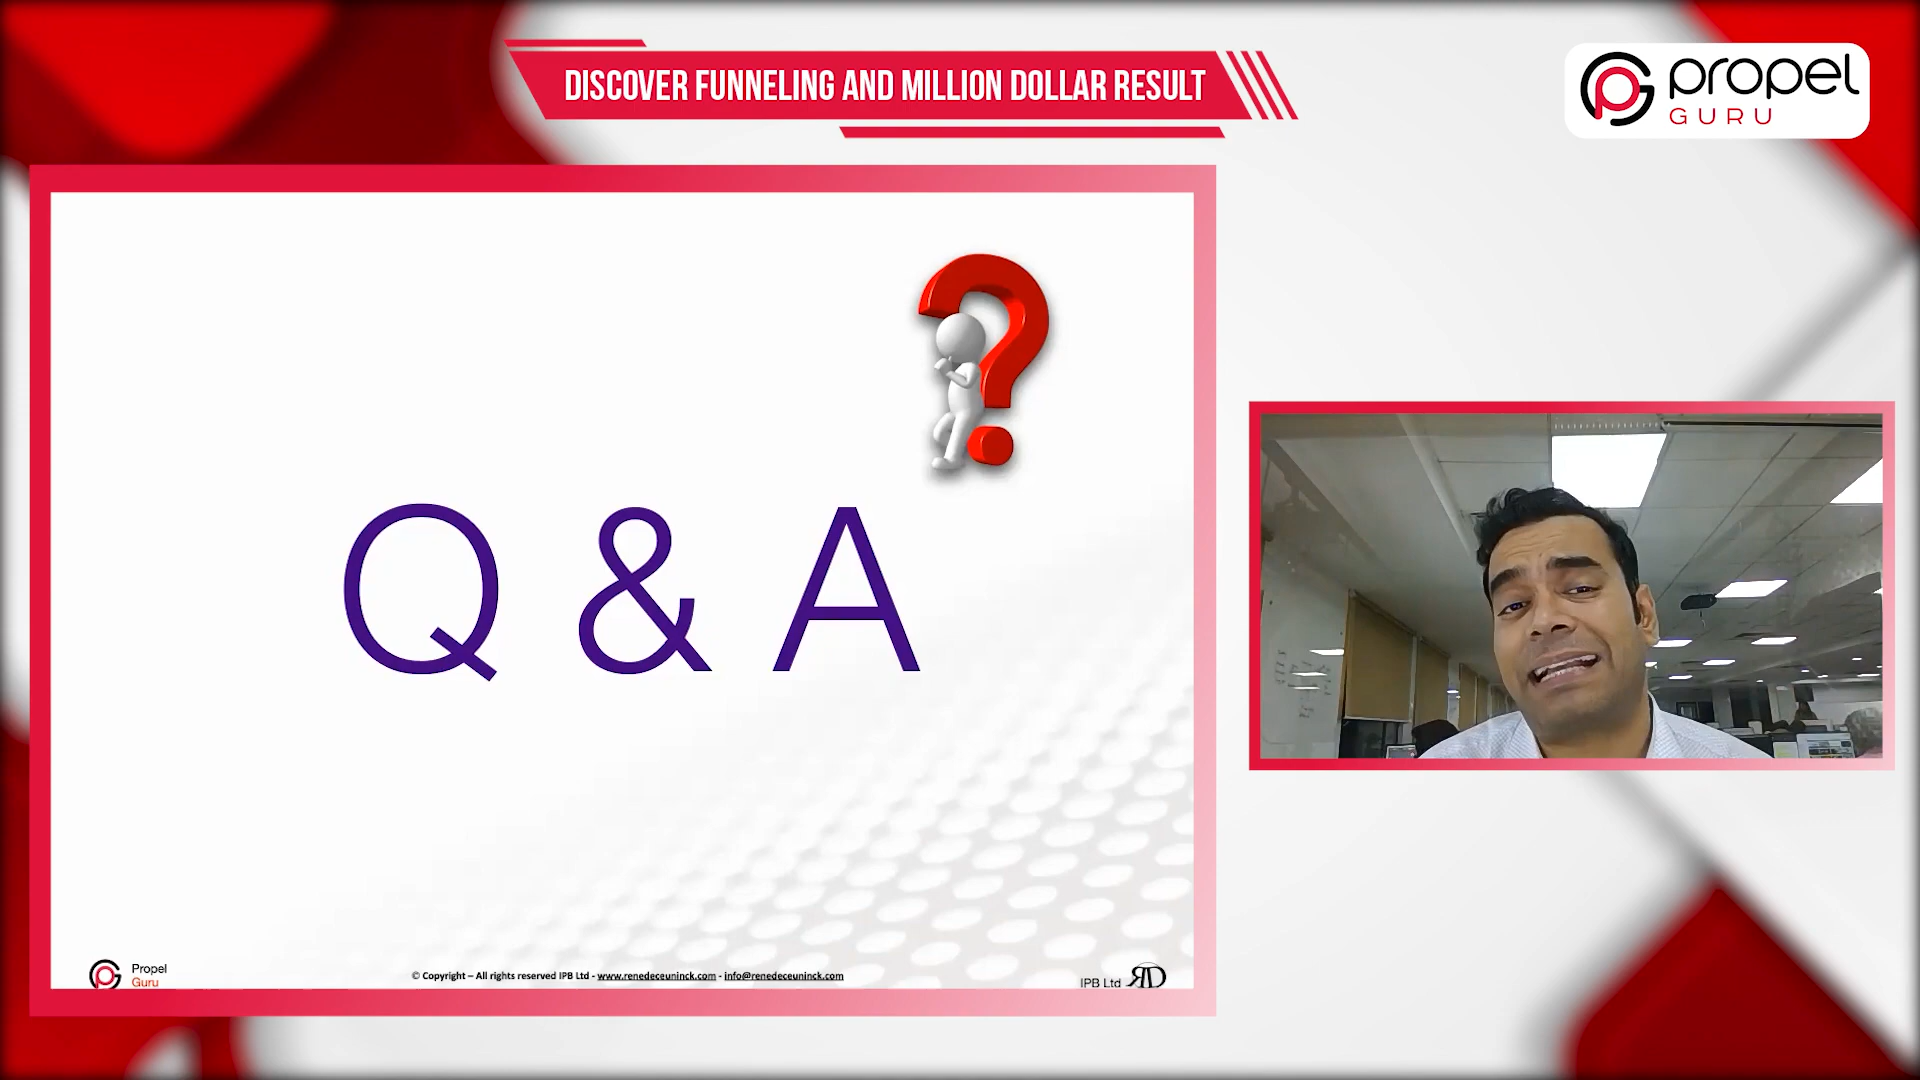 DISCOVER FUNNELING AND MILLION DOLLAR RESULT
propel
GURU
?
Q & A
Propel
Guru
© Copyright – All rights reserved IPB Ltd - www.renedeceuninck.com - info@renedeceuninck.com
IPB Ltd RD